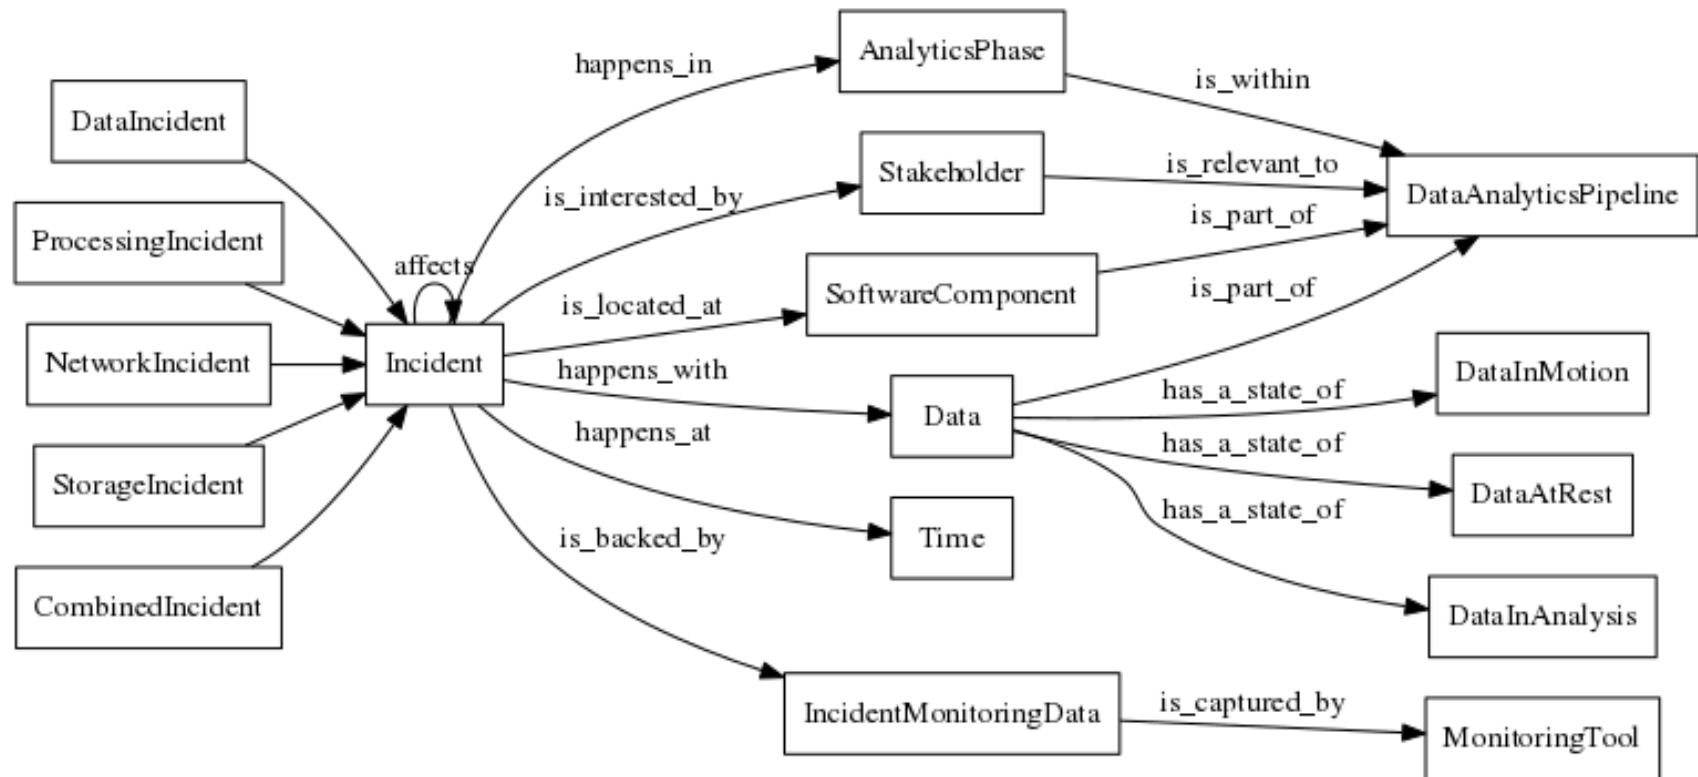 AnalyticsPhase
happens_in
is_within
DataIncident
Stakeholder
is_relevant_to
DataAnalyticsPipeline
is_interested_by
is_part_of
ProcessingIncident
affects
SoftwareComponent
is_part_of
is_located_at
NetworkIncident
Incident
happens_with
DataInMotion
has_a_state_of
Data
happens_at
has_a_state_of
StorageIncident
DataAtRest
has_a_state_of
Time
is_backed_by
CombinedIncident
DataInAnalysis
is_captured_by
IncidentMonitoringData
MonitoringTool